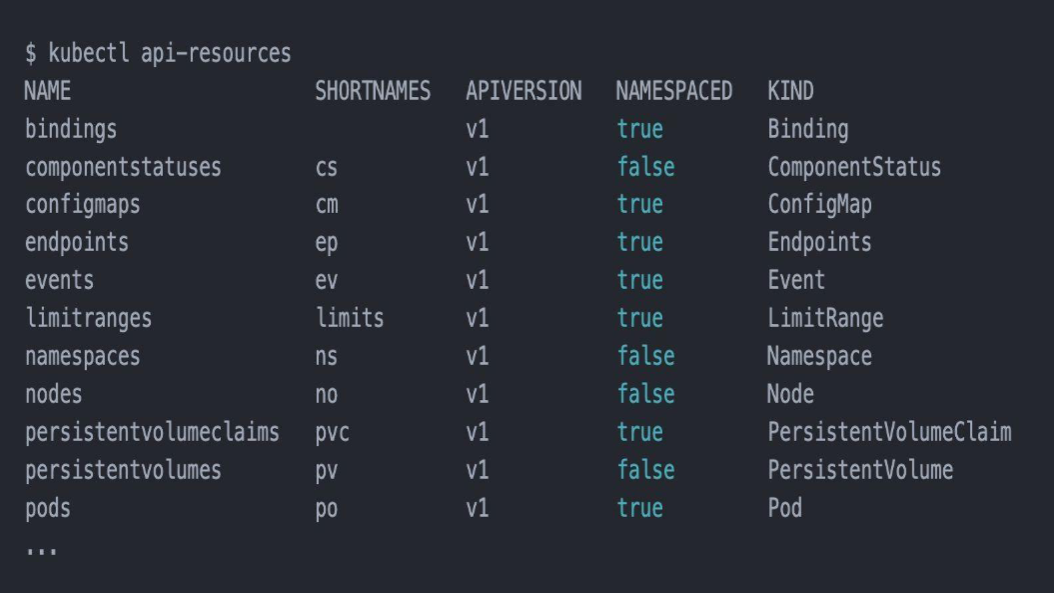 $ kubectl api-resources
NAME SHORTNAMES APIVERSION NAMESPACED KIND
bindings v1 true Binding
componentstatuses cs v1 false ComponentStatus
configmaps cm v1 true ConfigMap
endpoints ep v1 true Endpoints
events ev v1 true Event
limitranges limits v1 true LimitRange
namespaces ns v1 false Namespace
nodes no v1 false Node
persistentvolumeclaims pvc v1 true PersistentVolumeClaim
persistentvolumes pv v1 false PersistentVolume
pods po v1 true Pod
...